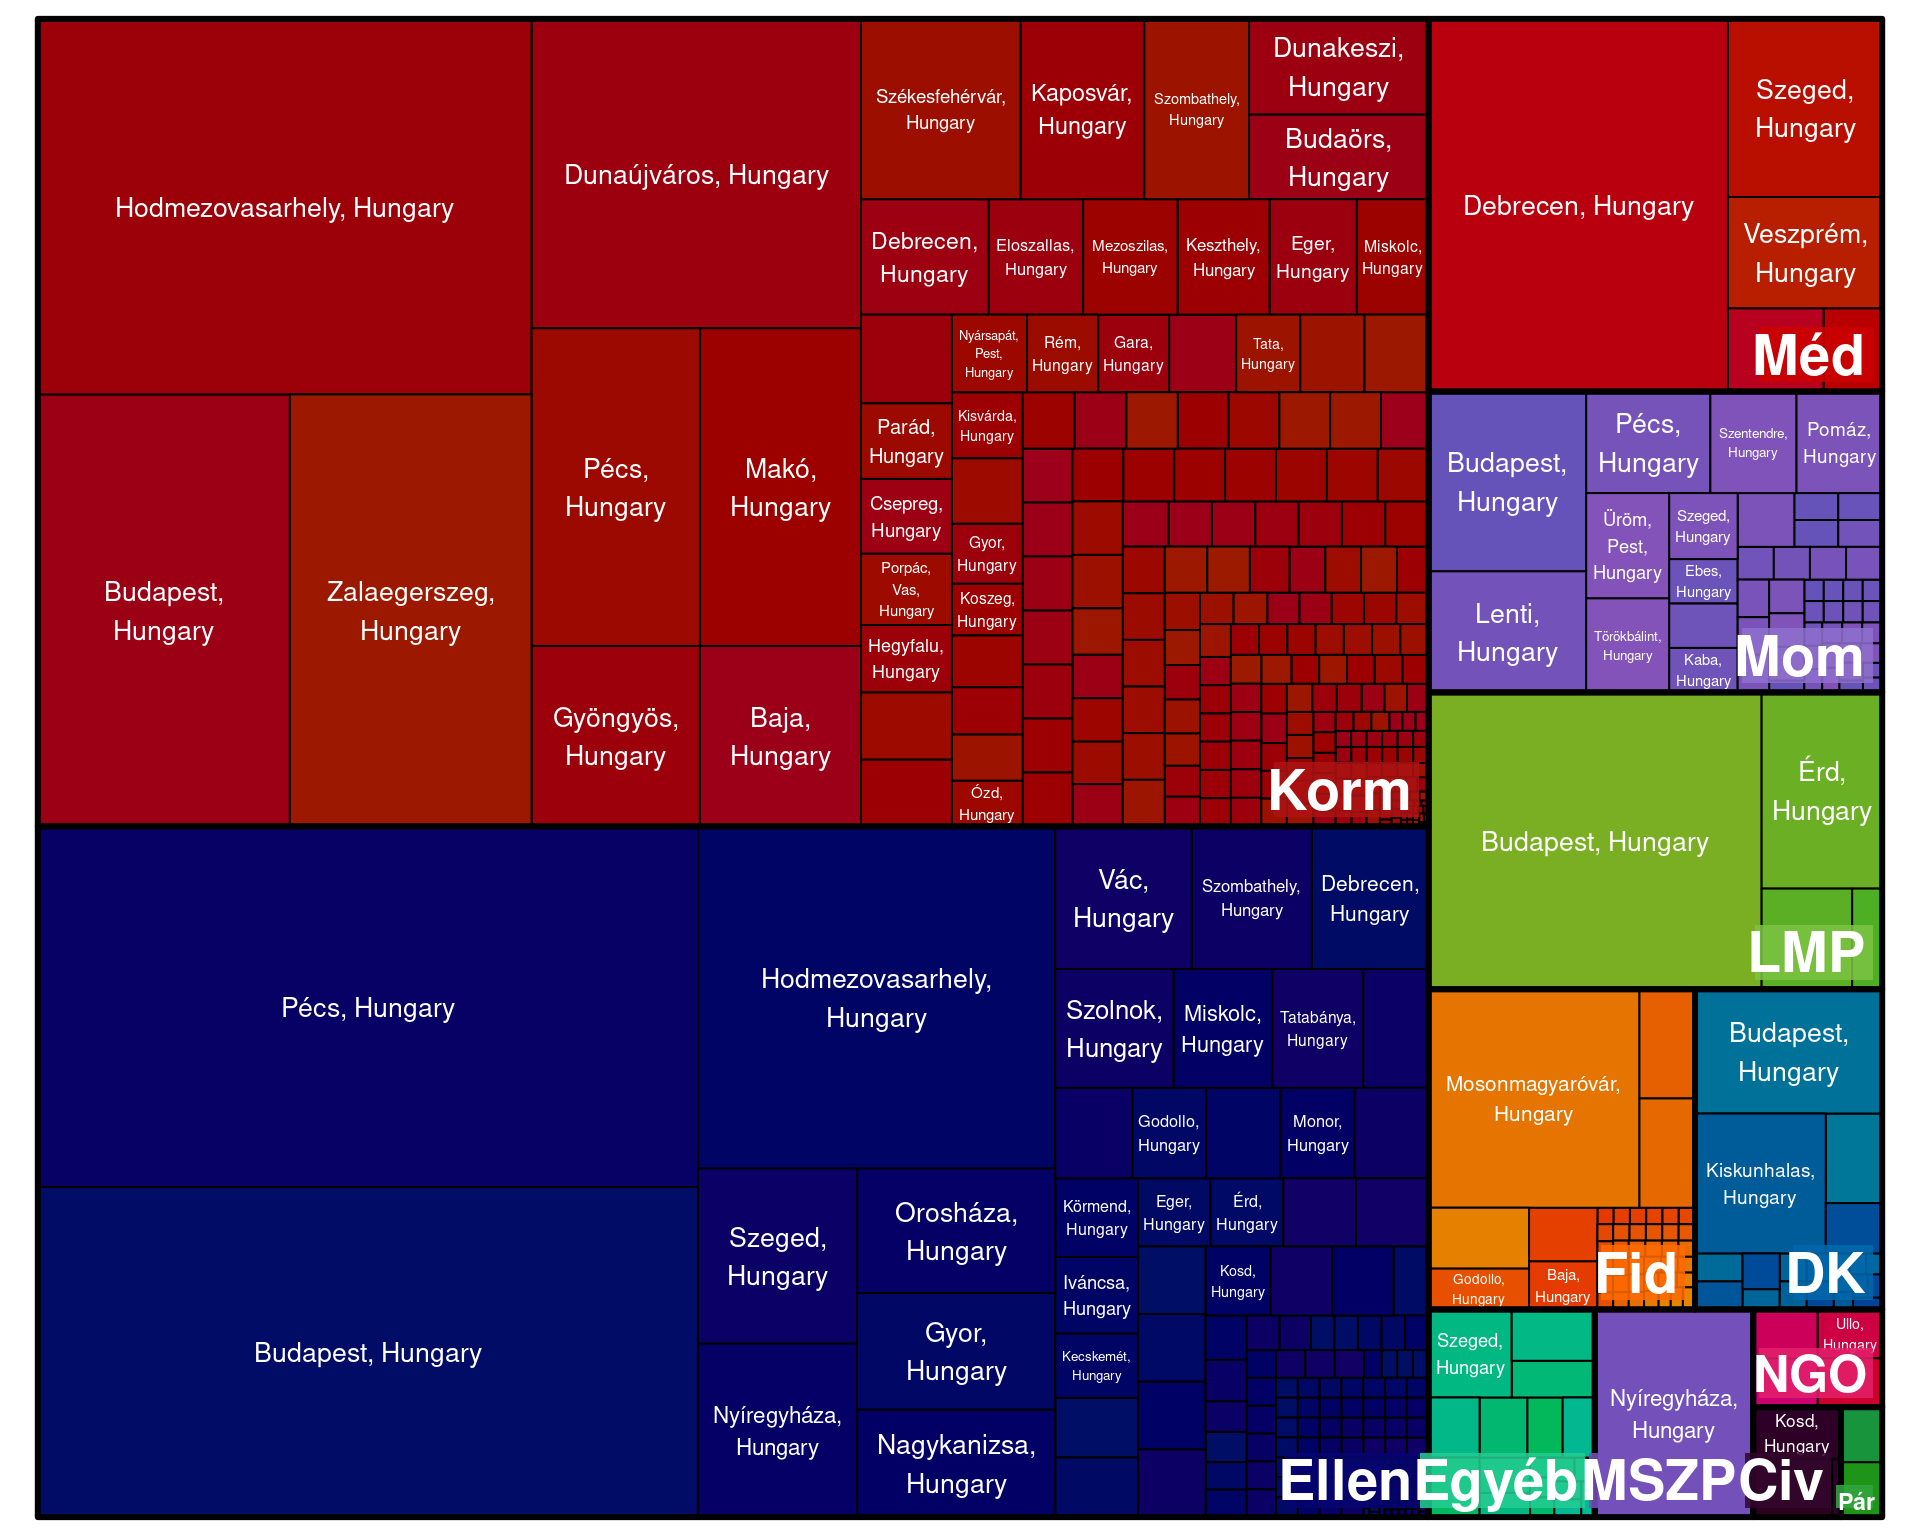 Hodmezovasarhely, Hungary
Budapest,
Hungary
Zalaegerszeg,
Hungary
Dunaújváros, Hungary
Pécs,
Hungary
Makó,
Hungary
Gyöngyös,
Hungary
Baja,
Hungary
Székesfehérvár,
Hungary
Kaposvár,
Hungary
Szombathely,
Hungary
Dunakeszi,
Hungary
Budaörs,
Hungary
Debrecen,
Hungary
Eloszallas,
Hungary
Mezoszilas,
Hungary
Keszthely,
Hungary
Eger,
Hungary
Miskolc,
Hungary
Nyársapát,
Pest,
Hungary
Rém,
Hungary
Gara,
Hungary
Tata,
Hungary
Parád,
Hungary
Kisvárda,
Hungary
Csepreg,
Hungary
Gyor,
Hungary
Porpác,
Vas,
Hungary
Koszeg,
Hungary
Hegyfalu,
Hungary
Ózd,
Hungary
Korm
Debrecen, Hungary
Szeged,
Hungary
Veszprém,
Hungary
Méd
Budapest,
Hungary
Lenti,
Hungary
Pécs,
Hungary
Szentendre,
Hungary
Pomáz,
Hungary
Üröm,
Pest,
Hungary
Szeged,
Hungary
Ebes,
Hungary
Törökbálint,
Hungary
Kaba,
Hungary
Mom
Budapest, Hungary
Érd,
Hungary
LMP
Pécs, Hungary
Budapest, Hungary
Hodmezovasarhely,
Hungary
Szeged,
Hungary
Nyíregyháza,
Hungary
Orosháza,
Hungary
Gyor,
Hungary
Nagykanizsa,
Hungary
Vác,
Hungary
Szombathely,
Hungary
Debrecen,
Hungary
Szolnok,
Hungary
Miskolc,
Hungary
Tatabánya,
Hungary
Godollo,
Hungary
Monor,
Hungary
Körmend,
Hungary
Eger,
Hungary
Érd,
Hungary
Iváncsa,
Hungary
Kosd,
Hungary
Kecskemét,
Hungary
Ellen
Mosonmagyaróvár,
Hungary
Godollo,
Hungary
Baja,
Hungary
Fid
Budapest,
Hungary
Kiskunhalas,
Hungary
DK
Szeged,
Hungary
Egyéb
Nyíregyháza,
Hungary
MSZP
Ullo,
Hungary
NGO
Kosd,
Hungary
Civ
Pár